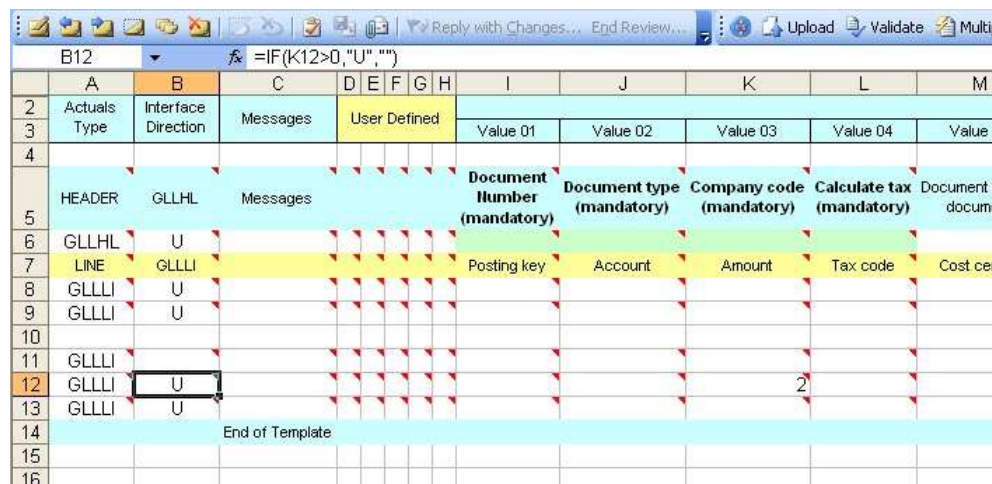 Reply with Changes... End Review... Upload Validate
B12 fx =IF(K12>0,"U","")
A B C D E F G H I J K L M
2 Actuals Type Interface Direction Messages User Defined
3 Value 01 Value 02 Value 03 Value 04 Value
4
5 HEADER GLLHL Messages Document Number (mandatory) Document type (mandatory) Company code (mandatory) Calculate tax (mandatory) Document
6 GLLHL U
7 LINE GLLLI Posting key Account Amount Tax code Cost
8 GLLLI U
9 GLLLI U
10
11 GLLLI
12 GLLLI U 2
13 GLLLI U
14 End of Template
15
16